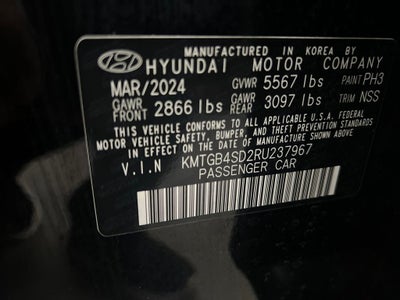 MANUFACTURED IN KOREA BY
HYUNDAI MOTOR COMPANY
MAR/2024 GVWR 5567 lbs PAINT PH3
GAWR FRONT 2866 lbs GAWR REAR 3097 lbs TRIM NSS
THIS VEHICLE CONFORMS TO ALL APPLICABLE U.S.A. FEDERAL
MOTOR VEHICLE SAFETY, BUMPER, AND THEFT PREVENTION STANDARDS
IN EFFECT ON THE DATE OF MANUFACTURE SHOWN ABOVE.
V.I.N KMTGB4SD2RU237967
PASSENGER CAR